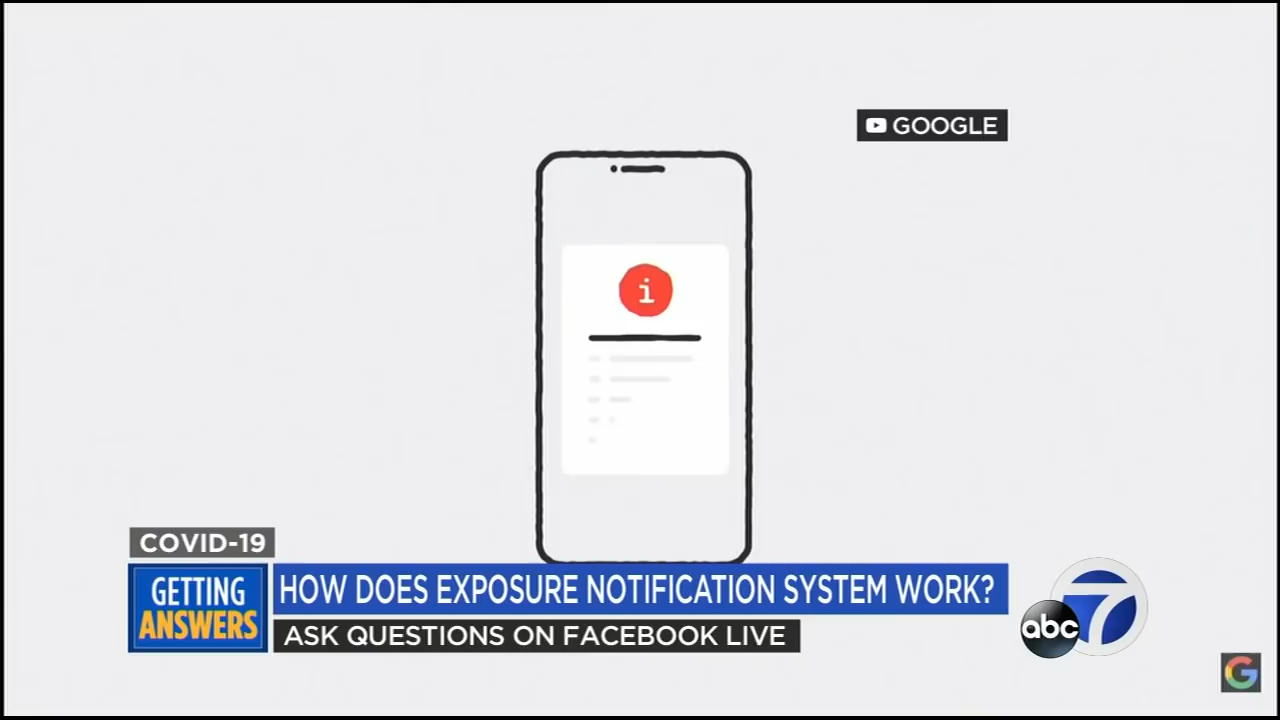 GOOGLE
i
COVID-19
GETTING
ANSWERS
HOW DOES EXPOSURE NOTIFICATION SYSTEM WORK?
ASK QUESTIONS ON FACEBOOK LIVE
abc 7
G